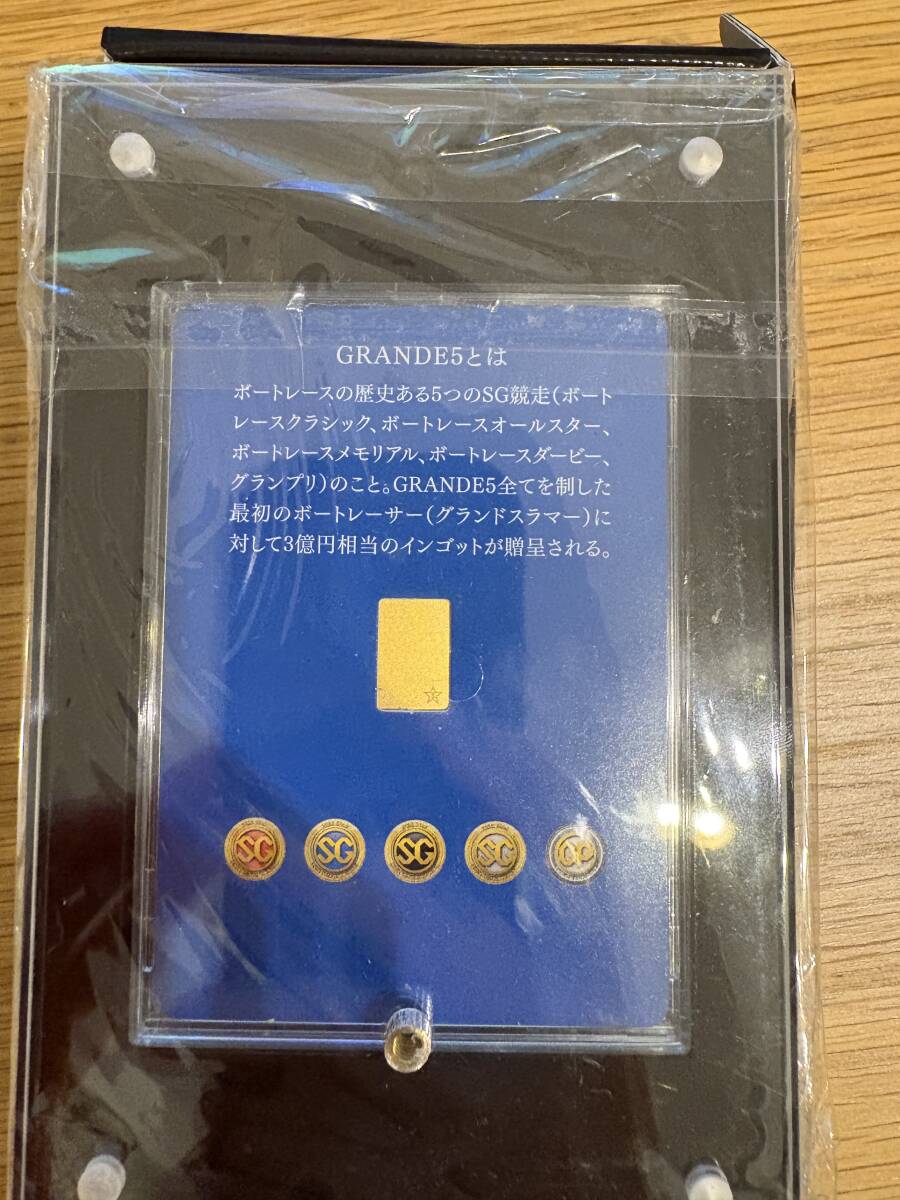 GRANDE5とは
ボートレースの歴史ある5つのSG競走(ボート
レースクラシック、ボートレースオールスター、
ボートレースメモリアル、ボートレースダービー、
グランプリ)のこと。GRANDE5全てを制した
最初のボートレーサー(グランドスラマー)に
対して3億円相当のインゴットが贈呈される。
SG
SG
SG
SG
GP